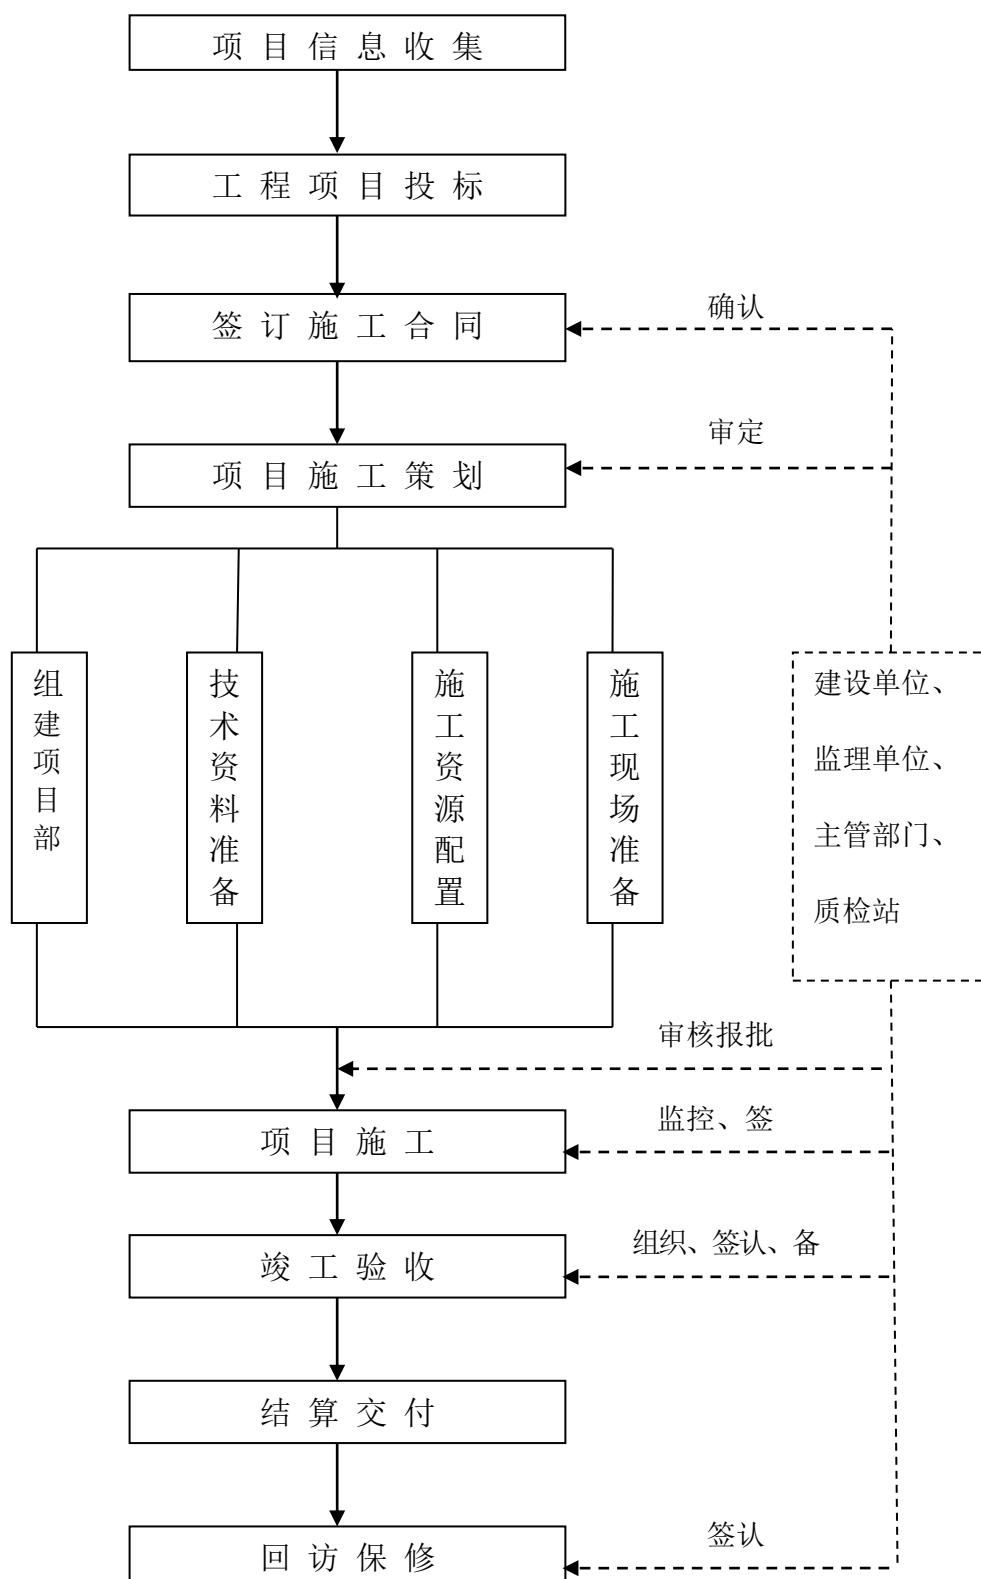 项目信息收集
工程项目投标
签订施工合同
确认
项目施工策划
审定
组建项目部
技术资料准备
施工资源配置
施工现场准备
建设单位、
监理单位、
主管部门、
质检站
审核报批
项目施工
监控、签
竣工验收
组织、签认、备
结算交付
回访保修
签认